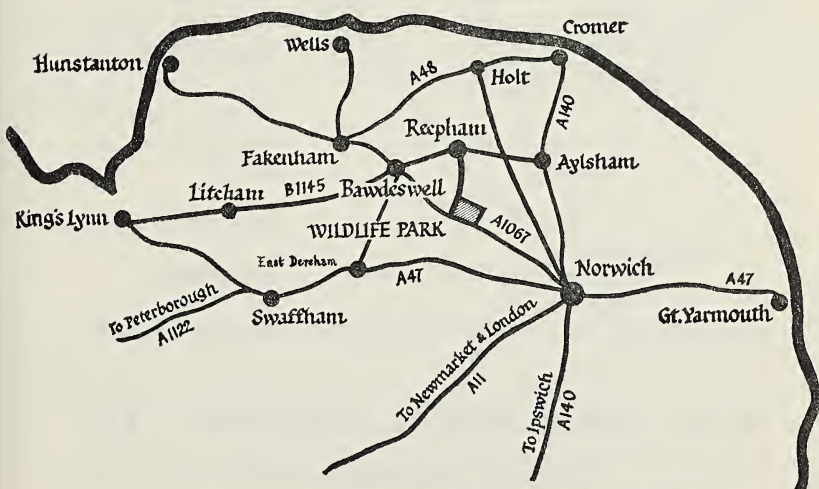 Cromer
Wells
Hunstanton
A48
Holt
A140
Reepham
Fakenham
Aylsham
Litcham
B1145
Bawdeswell
King's Lynn
WILDLIFE PARK
A1067
East Dereham
A47
Norwich
A47
To Peterborough
A1122
Swaffham
Gt. Yarmouth
To Newmarket & London
A11
To Ipswich
A140